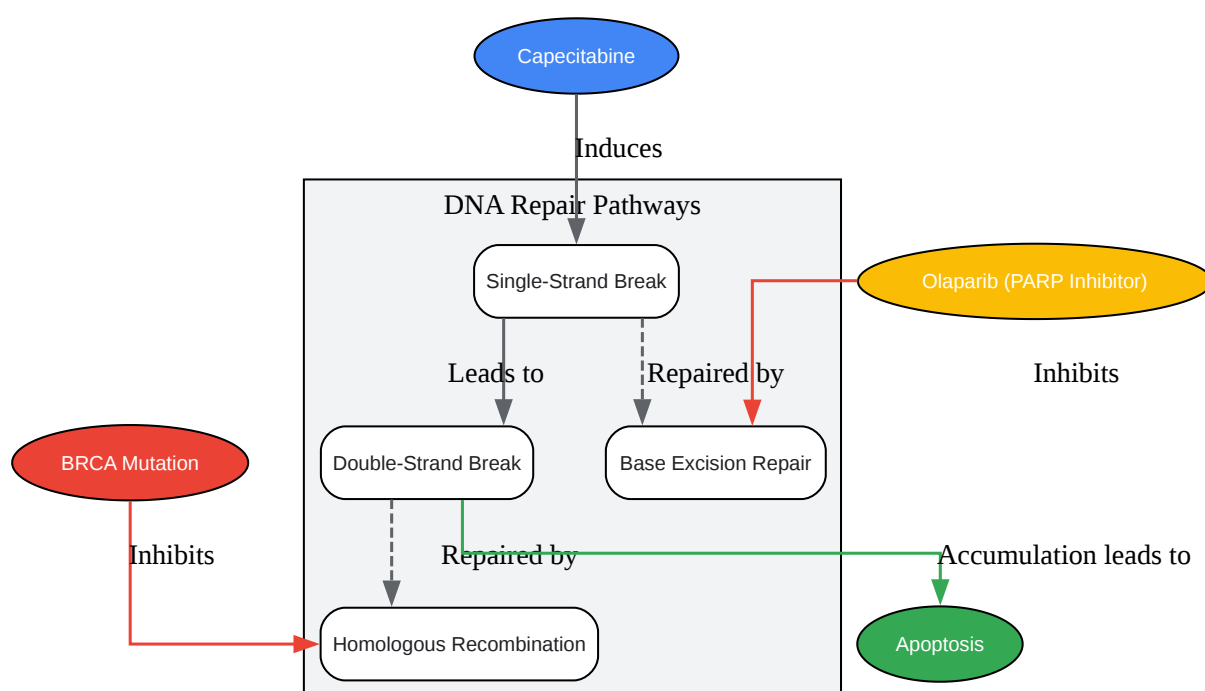 Capecitabine
Induces
DNA Repair Pathways
Single-Strand Break
Olaparib (PARP Inhibitor)
Leads to
Repaired by
Inhibits
BRCA Mutation
Double-Strand Break
Base Excision Repair
Inhibits
Repaired by
Accumulation leads to
Homologous Recombination
Apoptosis